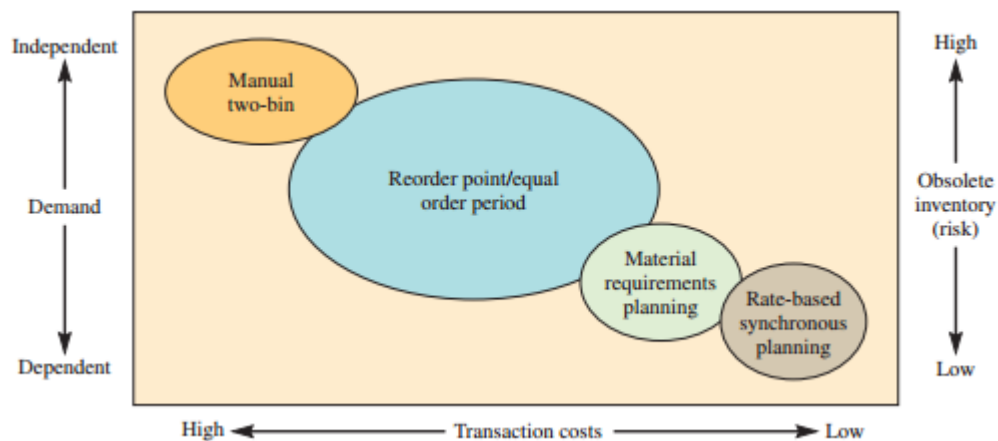 Independent
Demand
Dependent
Manual
two-bin
Reorder point/equal
order period
Material
requirements
planning
Rate-based
synchronous
planning
High
Obsolete
inventory
(risk)
Low
High
Transaction costs
Low